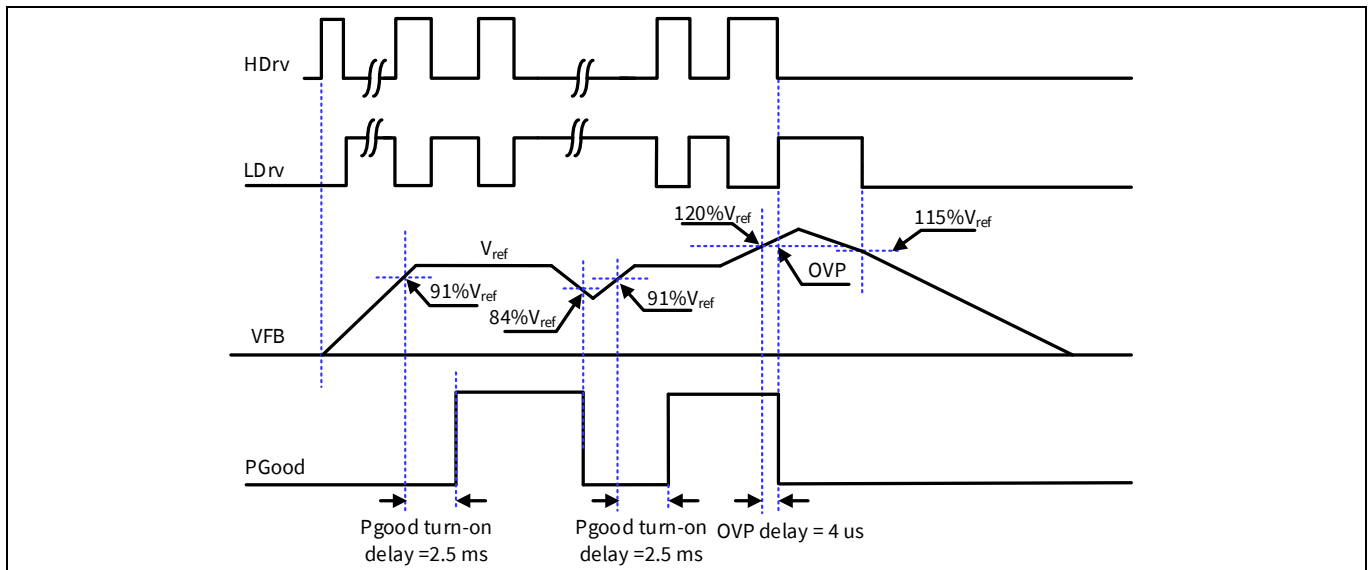 HDrv
LDrv
120%Vref
115%Vref
Vref
OVP
91%Vref
91%Vref
84%Vref
VFB
PGood
Pgood turn-on
delay =2.5 ms
Pgood turn-on
delay =2.5 ms
OVP delay = 4 us